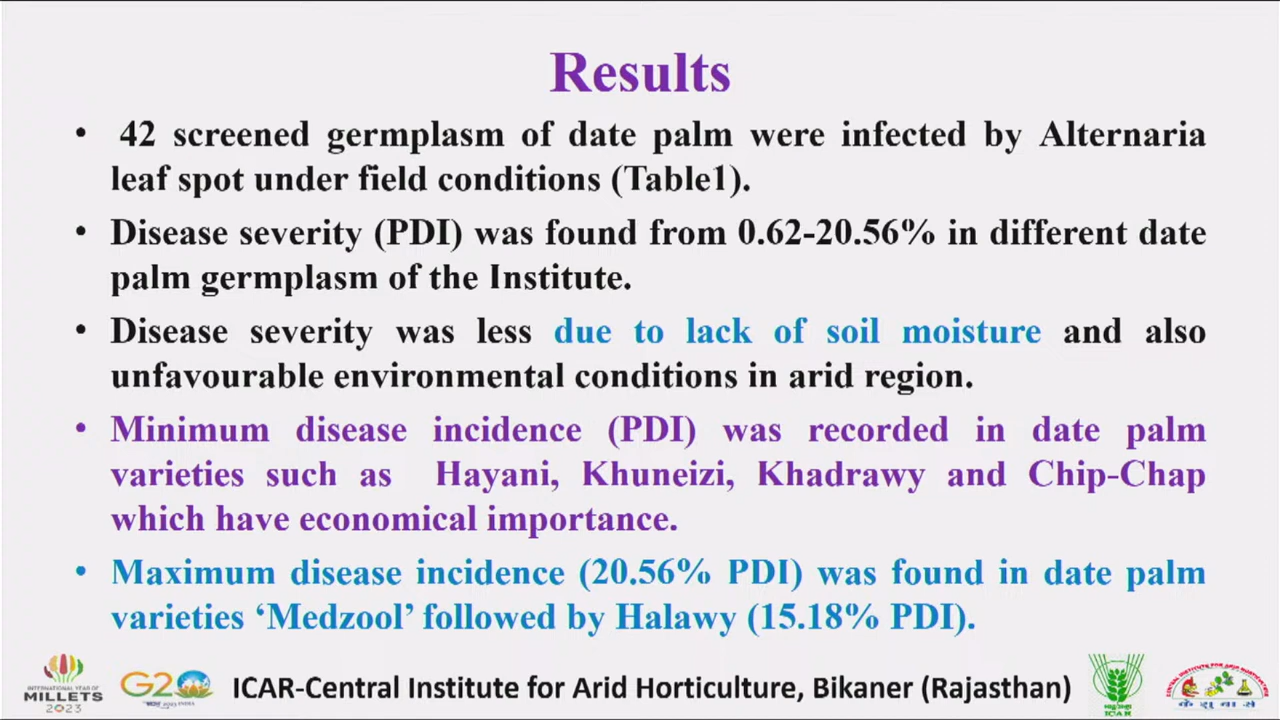 Results
• 42 screened germplasm of date palm were infected by Alternaria
leaf spot under field conditions (Table1).
• Disease severity (PDI) was found from 0.62-20.56% in different date
palm germplasm of the Institute.
• Disease severity was less due to lack of soil moisture and also
unfavourable environmental conditions in arid region.
• Minimum disease incidence (PDI) was recorded in date palm
varieties such as Hayani, Khuneizi, Khadrawy and Chip-Chap
which have economical importance.
• Maximum disease incidence (20.56% PDI) was found in date palm
varieties ‘Medzool’ followed by Halawy (15.18% PDI).
INTERNATIONAL YEAR OF
MILLETS
2023
G20
ICAR-Central Institute for Arid Horticulture, Bikaner (Rajasthan)
ICAR